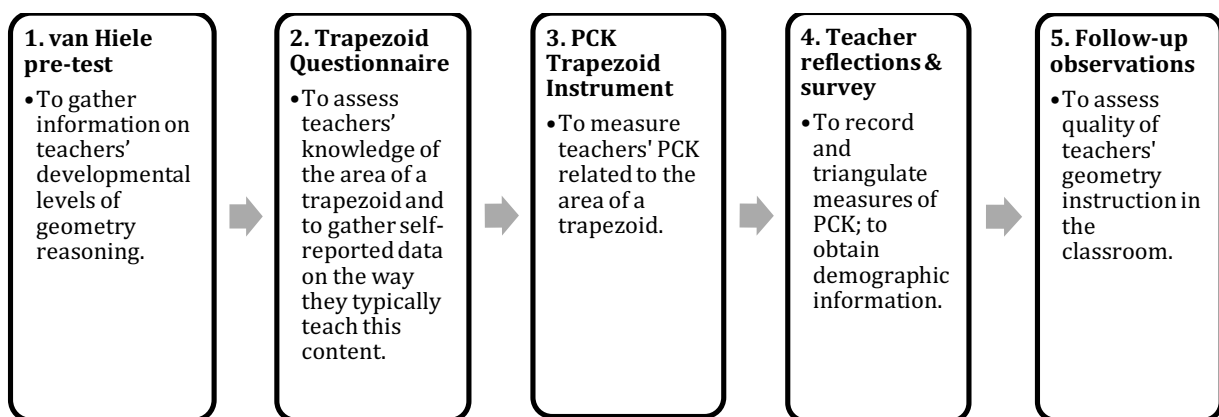 1. van Hiele
pre-test
•To gather
information on
teachers’
developmental
levels of
geometry
reasoning.
2. Trapezoid
Questionnaire
•To assess
teachers’
knowledge of
the area of a
trapezoid and
to gather self-
reported data
on the way
they typically
teach this
content.
3. PCK
Trapezoid
Instrument
•To measure
teachers' PCK
related to the
area of a
trapezoid.
4. Teacher
reflections &
survey
•To record
and
triangulate
measures of
PCK; to
obtain
demographic
information.
5. Follow-up
observations
•To assess
quality of
teachers'
geometry
instruction in
the
classroom.